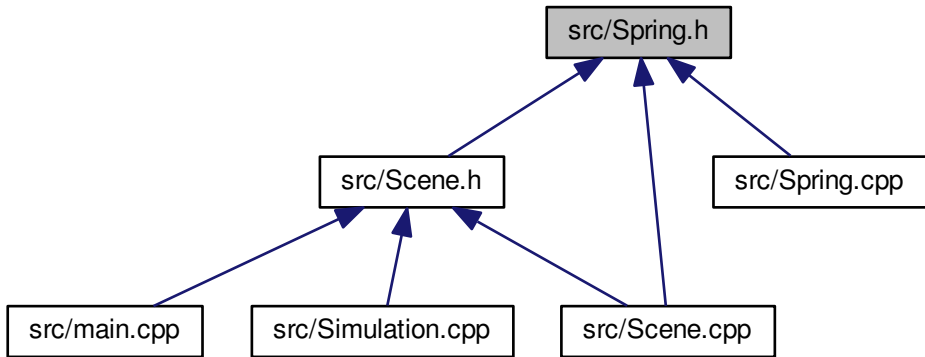 src/Spring.h
src/Scene.h
src/Spring.cpp
src/main.cpp
src/Simulation.cpp
src/Scene.cpp